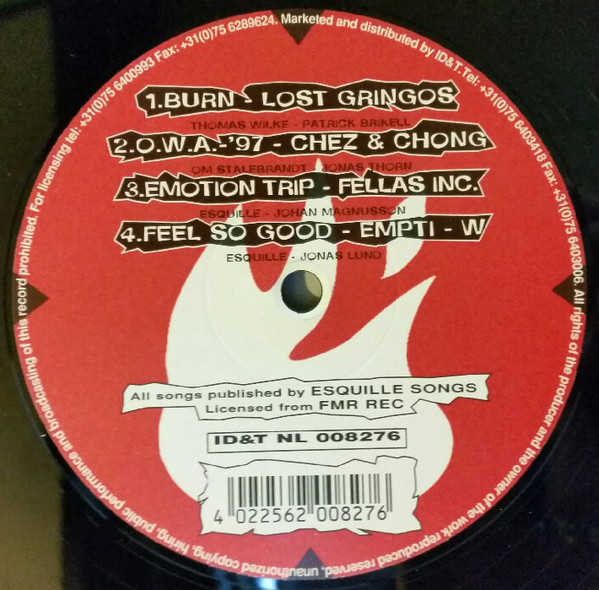 1.BURN - LOST GRINGOS
THOMAS WILKE - PATRICK BRIKELL
2.O.W.A.-'97 - CHEZ & CHONG
OM STALEBRANDT - JONAS THORN
3.EMOTION TRIP - FELLAS INC.
ESQUILLE - JOHAN MAGNUSSON
4.FEEL SO GOOD - EMPTI - W
ESQUILLE - JONAS LUND
All songs published by ESQUILLE SONGS
Licensed from FMR REC
ID&T NL 008276
4 022562 008276
Marketed and distributed by ID&T.Tel: +31(0)75 6403418 Fax: +31(0)75 6403006. All rights of the producer and the owner of the work reproduced reserved. unauthorized copying, hiring, public performance and broadcasting of this record prohibited. For licensing tel: +31(0)75 6400993 Fax: +31(0)75 6289624.